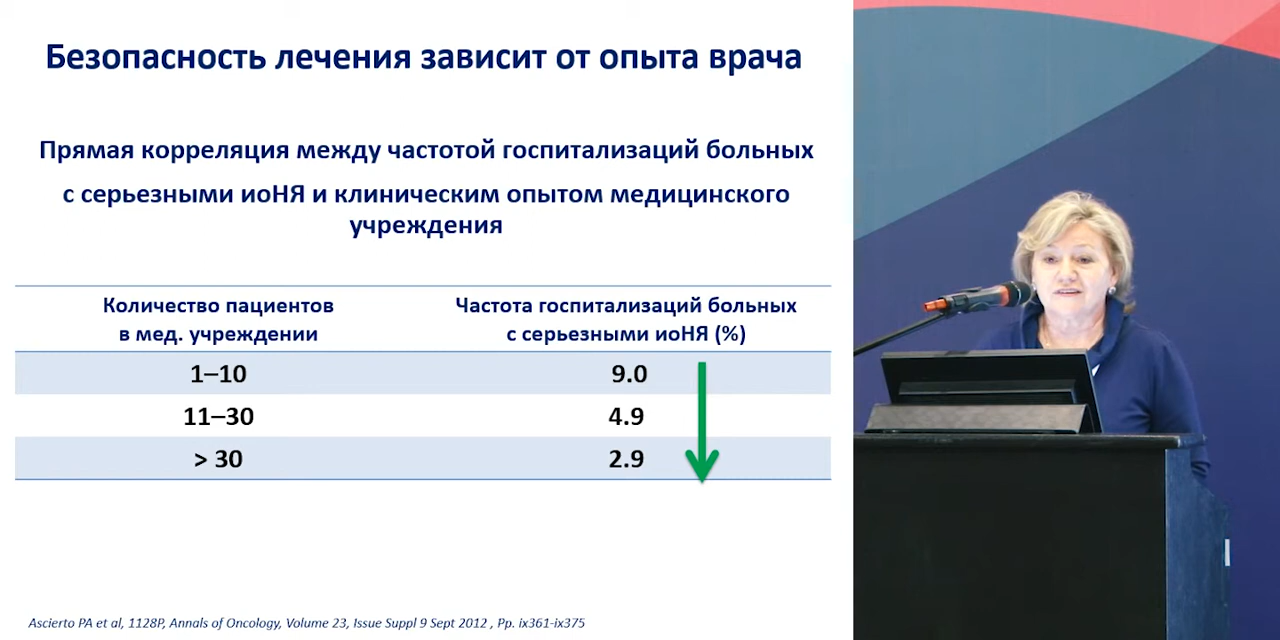 Безопасность лечения зависит от опыта врача
Прямая корреляция между частотой госпитализаций больных
с серьезными иоНЯ и клиническим опытом медицинского
учреждения
Количество пациентов
в мед. учреждении
Частота госпитализаций больных
с серьезными иоНЯ (%)
1–10 9.0
11–30 4.9
> 30 2.9
Ascierto PA et al, 1128P, Annals of Oncology, Volume 23, Issue Suppl 9 Sept 2012 , Pp. ix361-ix375